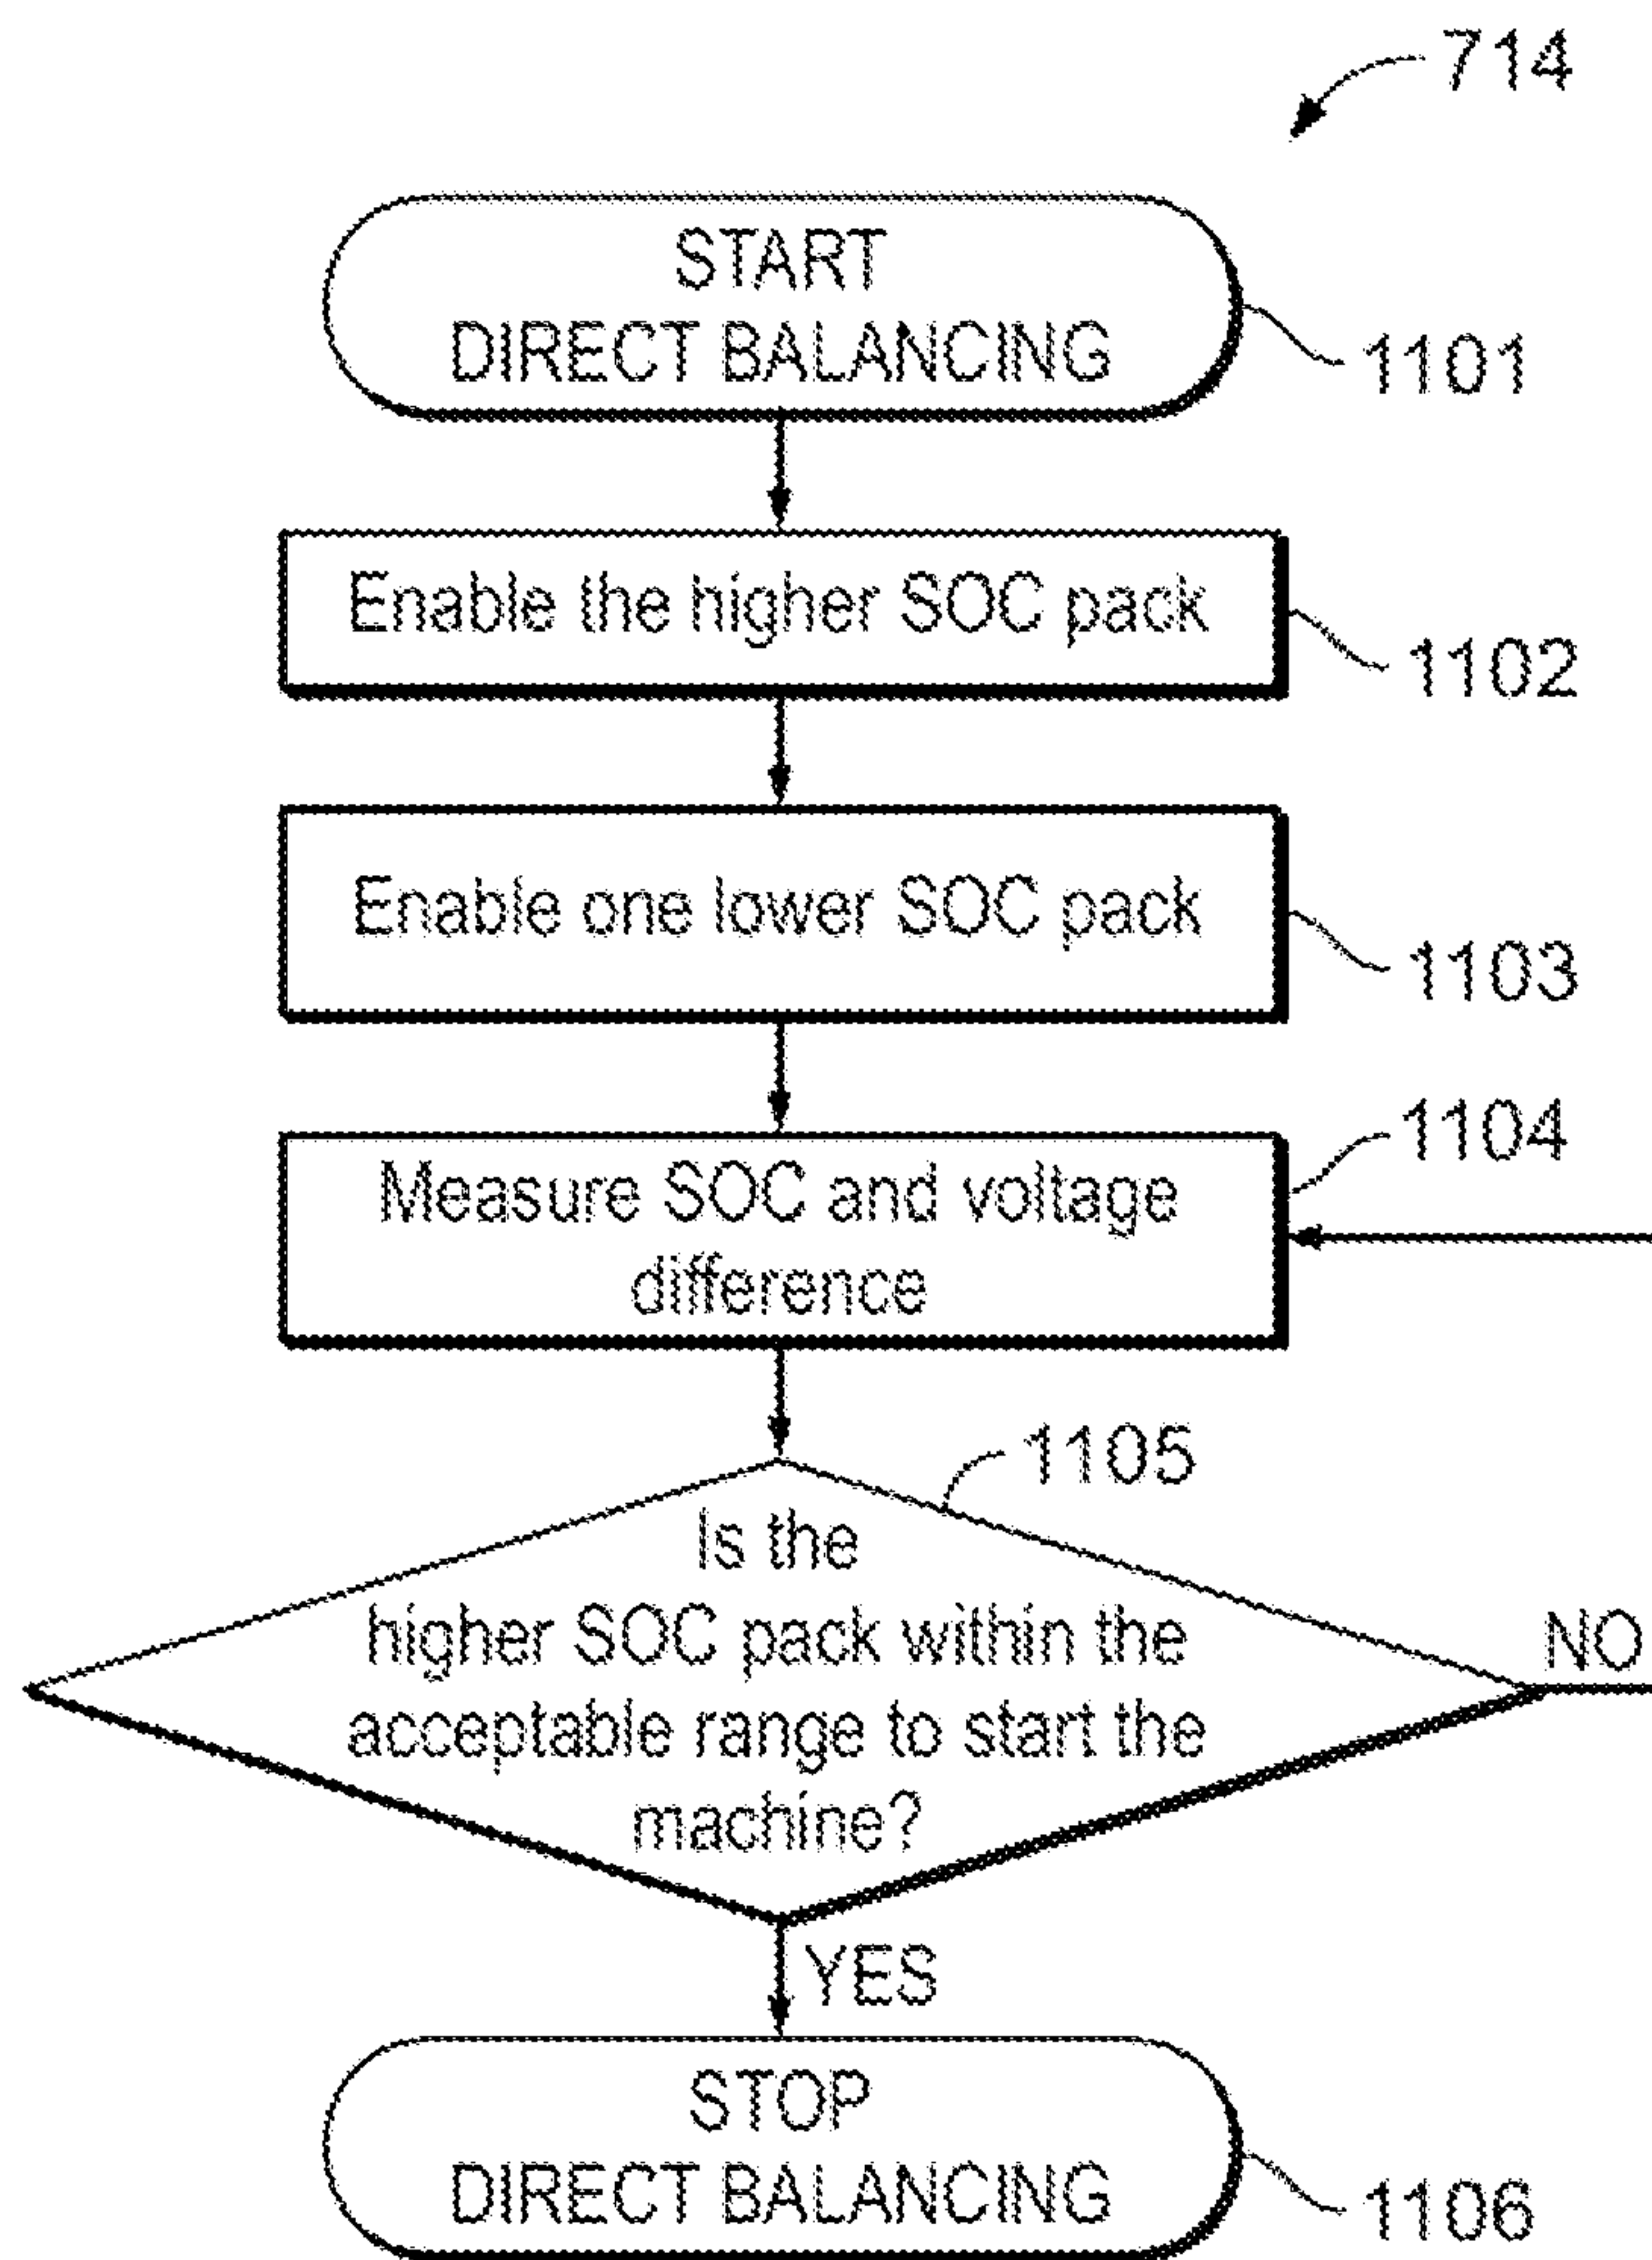 714
START
DIRECT BALANCING
1101
Enable the higher SOC pack
1102
Enable one lower SOC pack
1103
1104
Measure SOC and voltage
difference
1105
Is the
higher SOC pack within the
acceptable range to start the
machine?
NO
YES
STOP
DIRECT BALANCING
1106